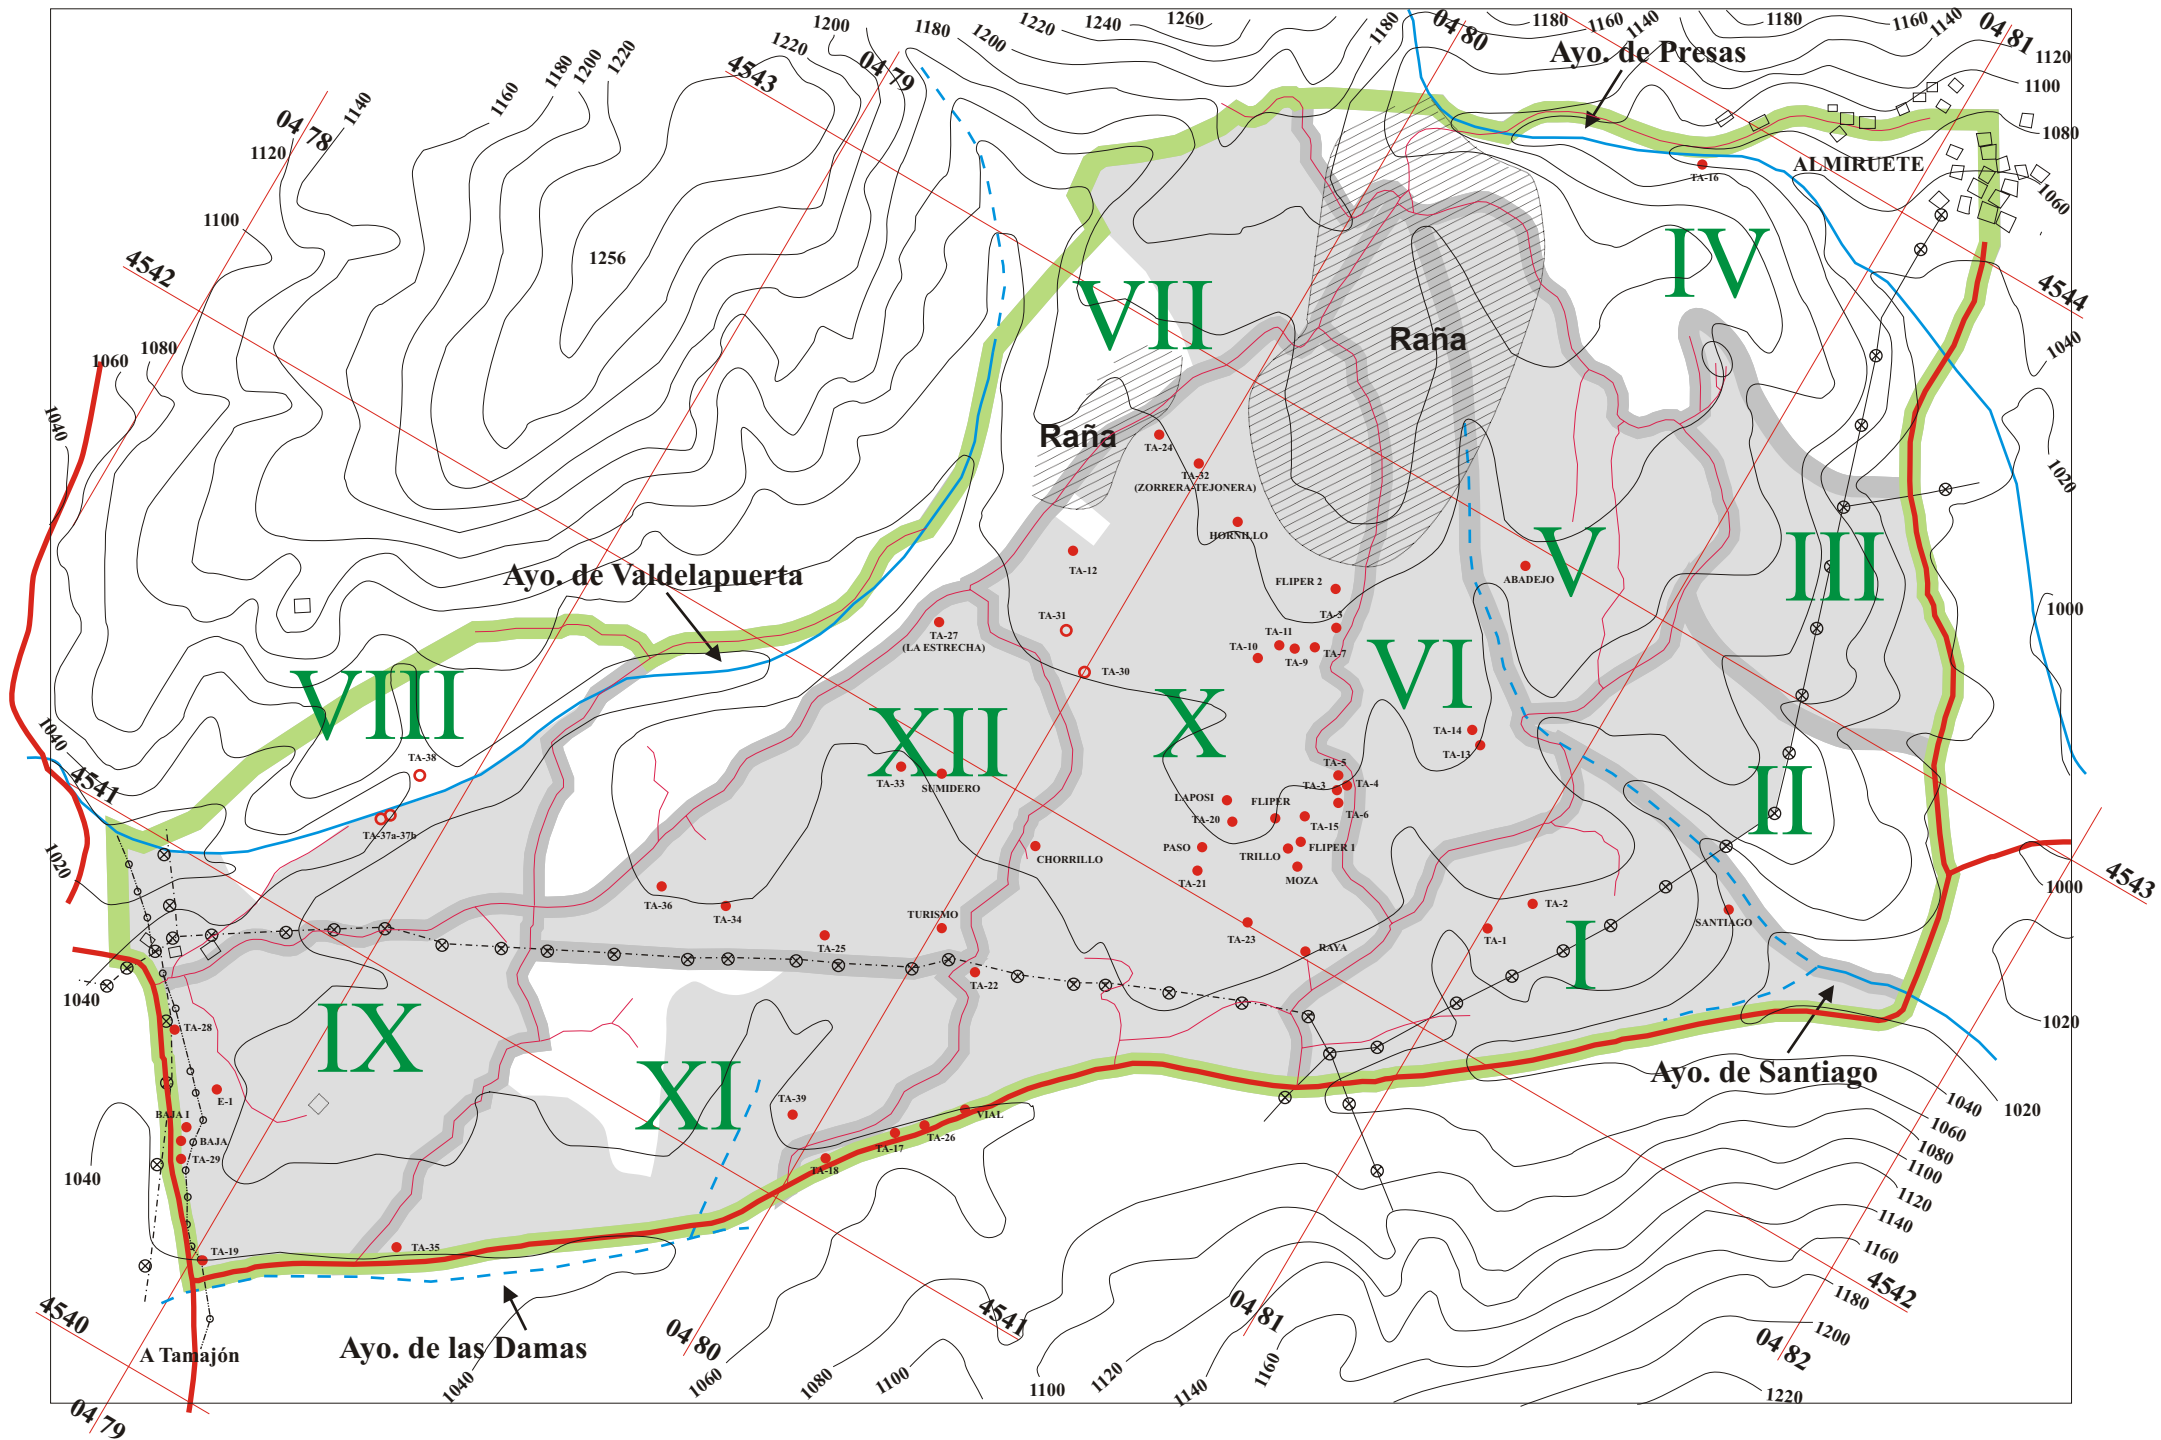 1200
1220
1240
1260
1180
1160
1140
1180
1160
1140
1220
1180
1200
1180
04 80
04 81
Ayo. de Presas
1220
1200
1180
1160
04 79
4543
1120
1100
1080
1060
1140
04 78
1120
1100
4542
1256
ALMIRUETE
TA-16
IV
4544
1040
VII
Raña
1060
1080
1040
Raña
TA-24
TA-32
(ZORRERA-TEJONERA)
1020
HORNILLO
TA-12
V
III
Ayo. de Valdelapuerta
FLIPER 2
ABADEJO
1000
TA-31
TA-3
TA-27
(LA ESTRECHA)
TA-11
TA-10
TA-9
TA-7
TA-30
VI
VIII
XII
X
1040
TA-38
TA-14
TA-13
4541
TA-33
SUMIDERO
TA-5
TA-3
TA-4
II
LAPOSI
FLIPER
TA-6
TA-20
TA-15
TA-37a-37b
1020
PASO
TRILLO
FLIPER 1
CHORRILLO
TA-21
MOZA
4543
1000
TA-36
TA-34
TURISMO
TA-2
SANTIAGO
TA-25
TA-23
RAYA
TA-1
I
TA-22
1040
1020
TA-28
IX
XI
Ayo. de Santiago
E-1
BAJA I
BAJA
TA-29
TA-39
VIAL
TA-26
TA-17
TA-18
1040
1020
1060
1080
1100
1120
1140
1160
1180
1200
1220
1040
TA-19
TA-35
4540
4541
4542
04 80
04 81
04 82
A Tamajón
Ayo. de las Damas
1040
1060
1080
1100
1100
1120
1140
1160
04 79